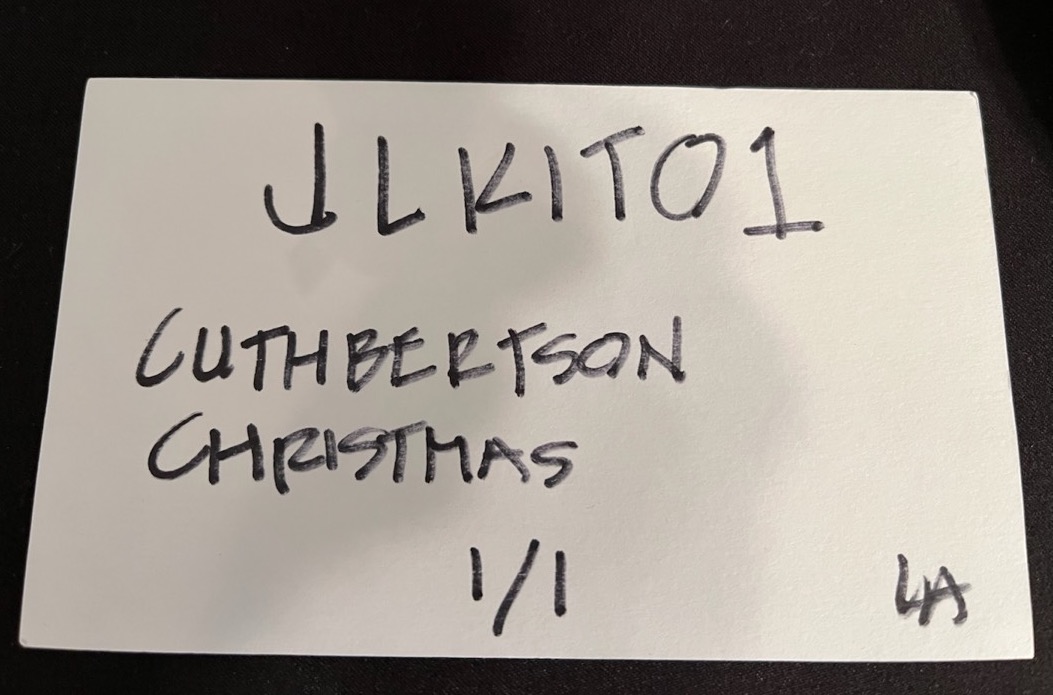 JLKIT01
CUTHBERTSON
CHRISTMAS
1/1
LA